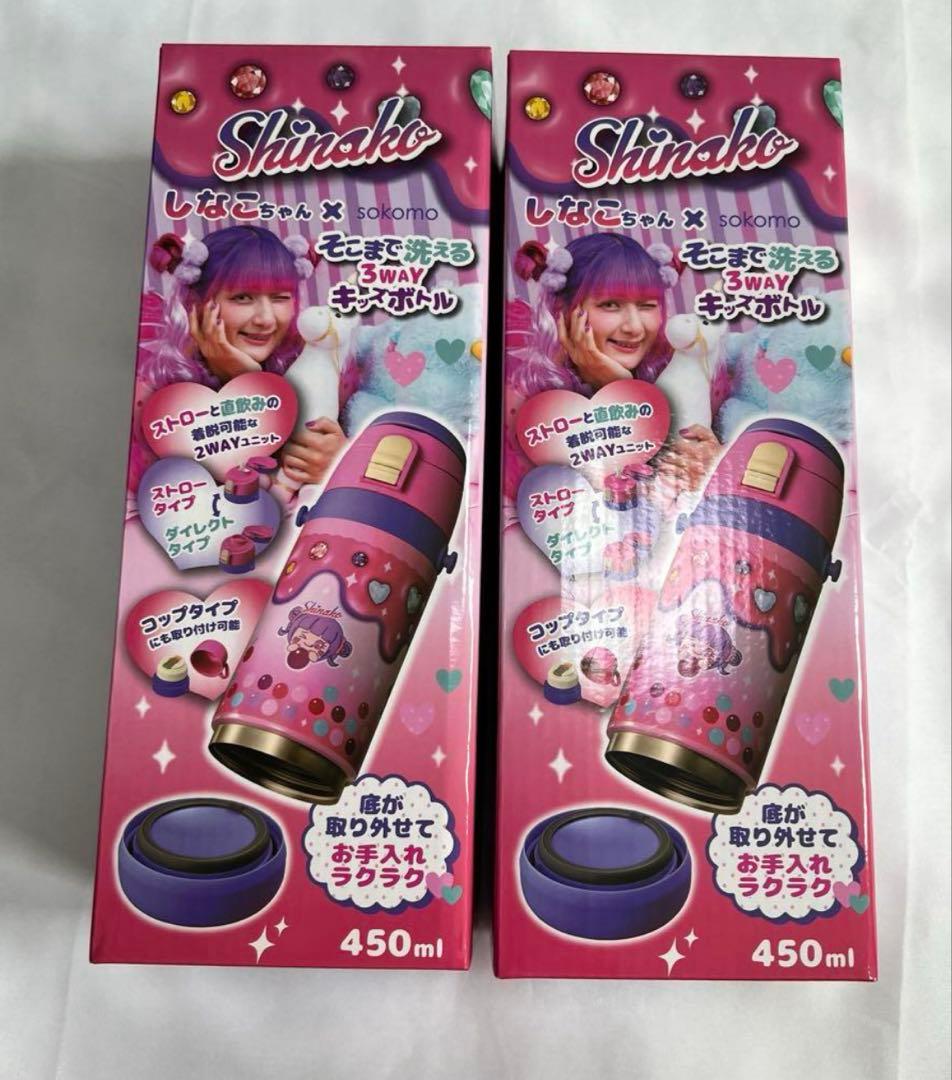 Shinako
しなこちゃん × sokomo
そこまで洗える
3WAY
キッズボトル
ストローと直飲みの
着脱可能な
2WAYユニット
ストロー
タイプ
ダイレクト
タイプ
コップタイプ
にも取り付け可能
Shinako
底が
取り外せて
お手入れ
ラクラク
450ml
Shinako
しなこちゃん × sokomo
そこまで洗える
3WAY
キッズボトル
ストローと直飲みの
着脱可能な
2WAYユニット
ストロー
タイプ
ダイレクト
タイプ
コップタイプ
にも取り付け可能
Shinako
底が
取り外せて
お手入れ
ラクラク
450ml